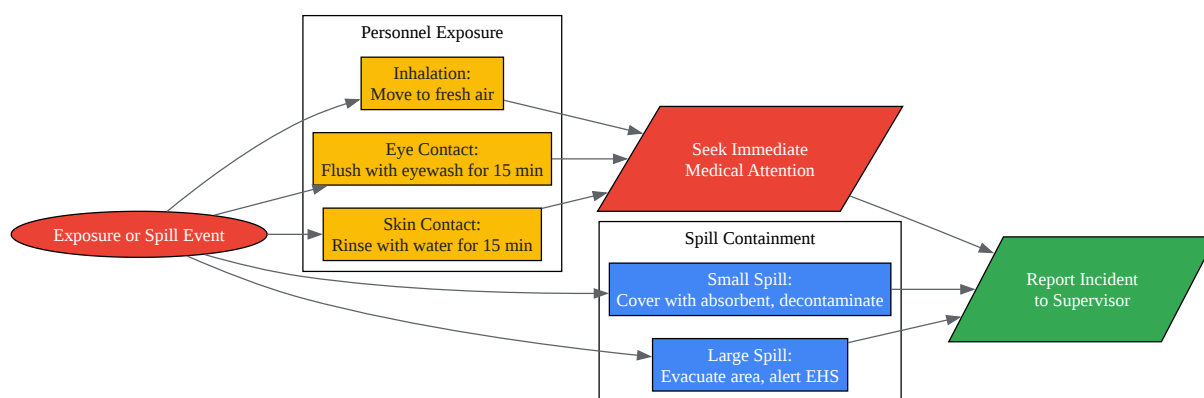 Exposure or Spill Event
Personnel Exposure
Inhalation:
Move to fresh air
Eye Contact:
Flush with eyewash for 15 min
Skin Contact:
Rinse with water for 15 min
Seek Immediate
Medical Attention
Spill Containment
Small Spill:
Cover with absorbent, decontaminate
Large Spill:
Evacuate area, alert EHS
Report Incident
to Supervisor